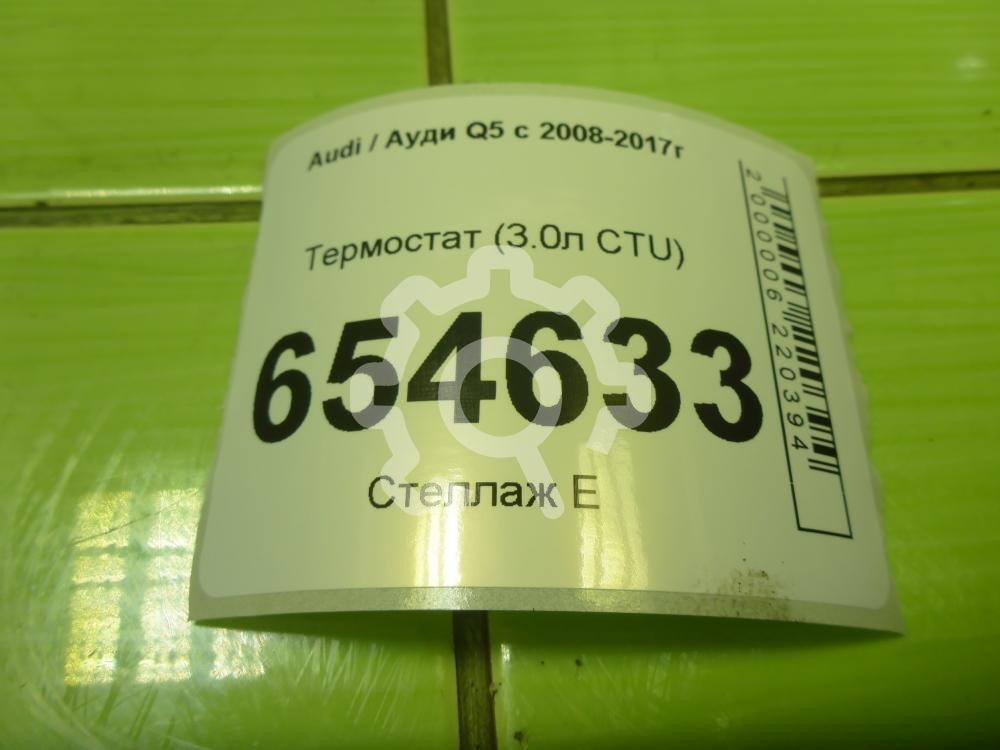 Audi / Ауди Q5 с 2008-2017г
Термостат (3.0л CTU)
654633
Стеллаж Е
2000006220394